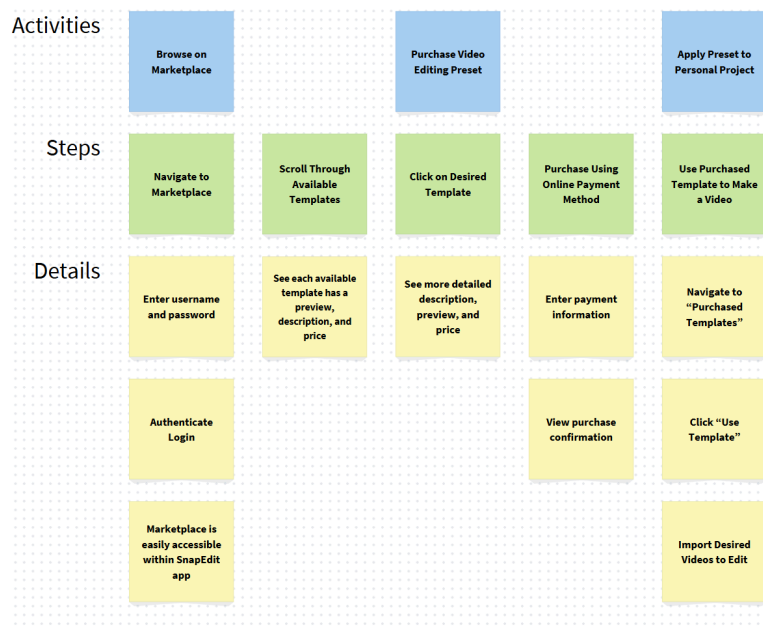 Activities
Browse on
Marketplace
Purchase Video
Editing Preset
Apply Preset to
Personal Project
Steps
Navigate to
Marketplace
Scroll Through
Available
Templates
Click on Desired
Template
Purchase Using
Online Payment
Method
Use Purchased
Template to Make
a Video
Details
Enter username
and password
See each available
template has a
preview,
description, and
price
See more detailed
description,
preview, and
price
Enter payment
information
Navigate to
“Purchased
Templates”
Authenticate
Login
View purchase
confirmation
Click “Use
Template”
Marketplace is
easily accessible
within SnapEdit
app
Import Desired
Videos to Edit